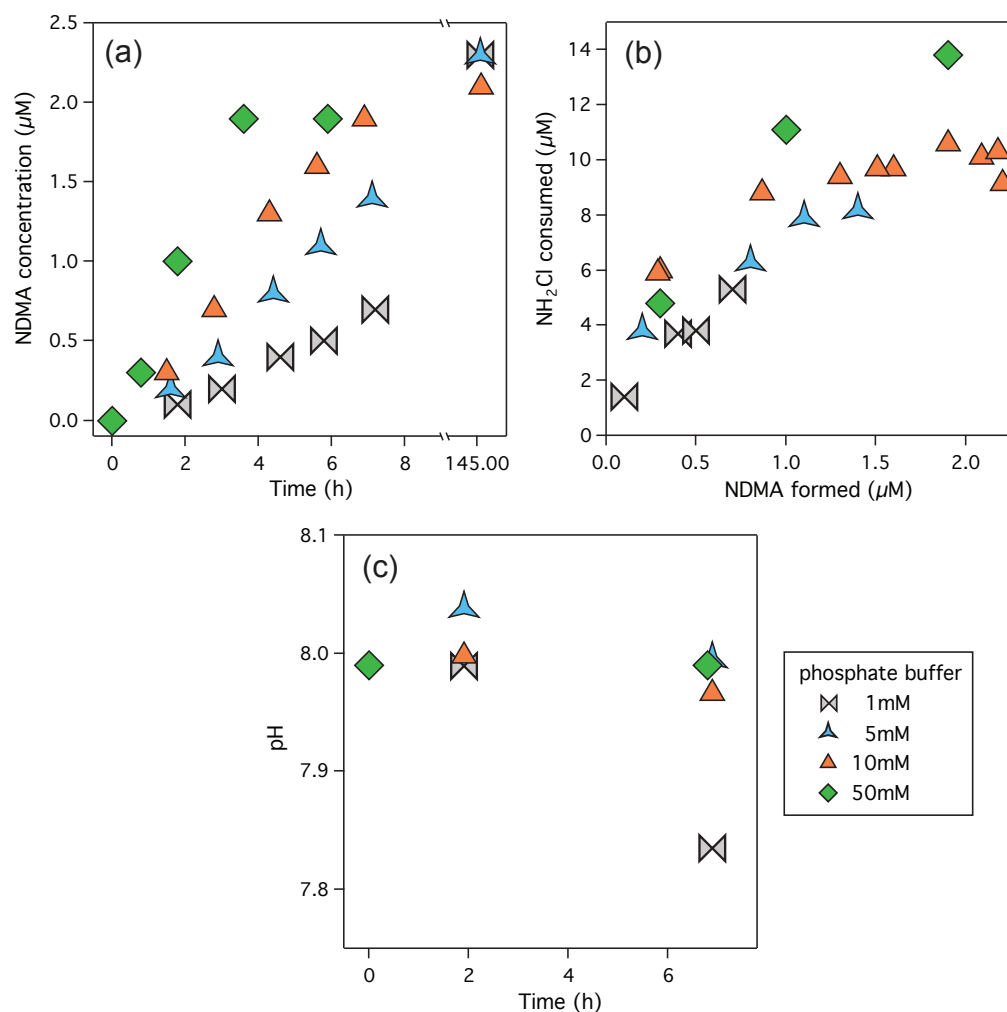 (a)
NDMA concentration (µM)
2.5
2.0
1.5
1.0
0.5
0.0
0 2 4 6 8 145.00
Time (h)
(b)
NH₂Cl consumed (µM)
14
12
10
8
6
4
2
0
0.0 0.5 1.0 1.5 2.0
NDMA formed (µM)
(c)
pH
8.1
8.0
7.9
7.8
0 2 4 6
Time (h)
phosphate buffer
1mM
5mM
10mM
50mM